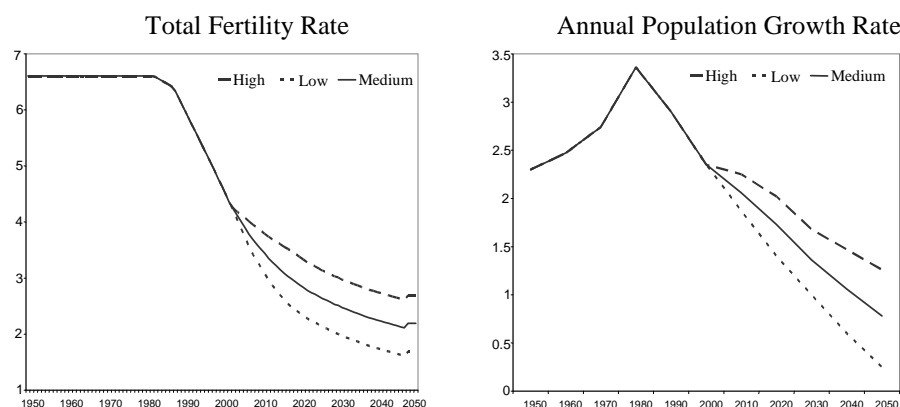 Total Fertility Rate
7
6
5
4
3
2
1
High Low Medium
1950 1960 1970 1980 1990 2000 2010 2020 2030 2040 2050
Annual Population Growth Rate
3.5
3
2.5
2
1.5
1
0.5
0
High Low Medium
1950 1960 1970 1980 1990 2000 2010 2020 2030 2040 2050